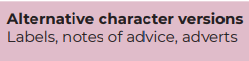 Alternative character versions
Labels, notes of advice, adverts